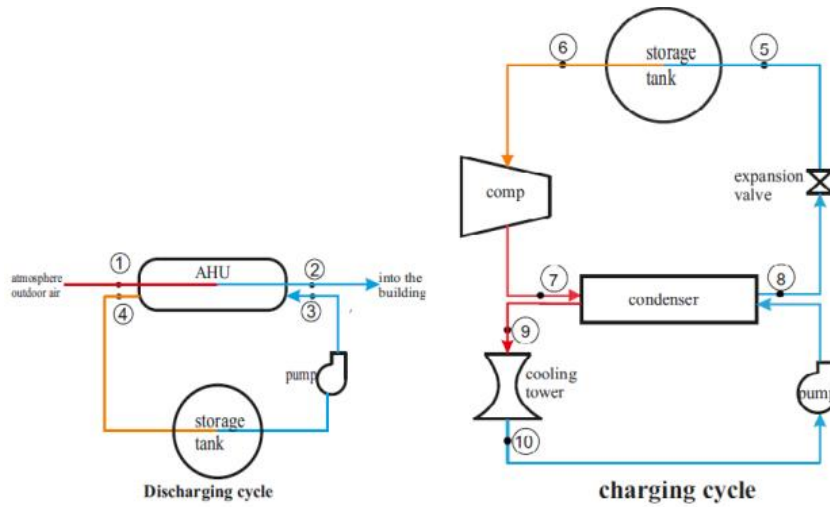 6
storage
tank
5
comp
expansion
valve
1
AHU
2
atmosphere
outdoor air
into the
building
4
3
7
condenser
8
pump
9
cooling
tower
pump
storage
tank
10
Discharging cycle
charging cycle